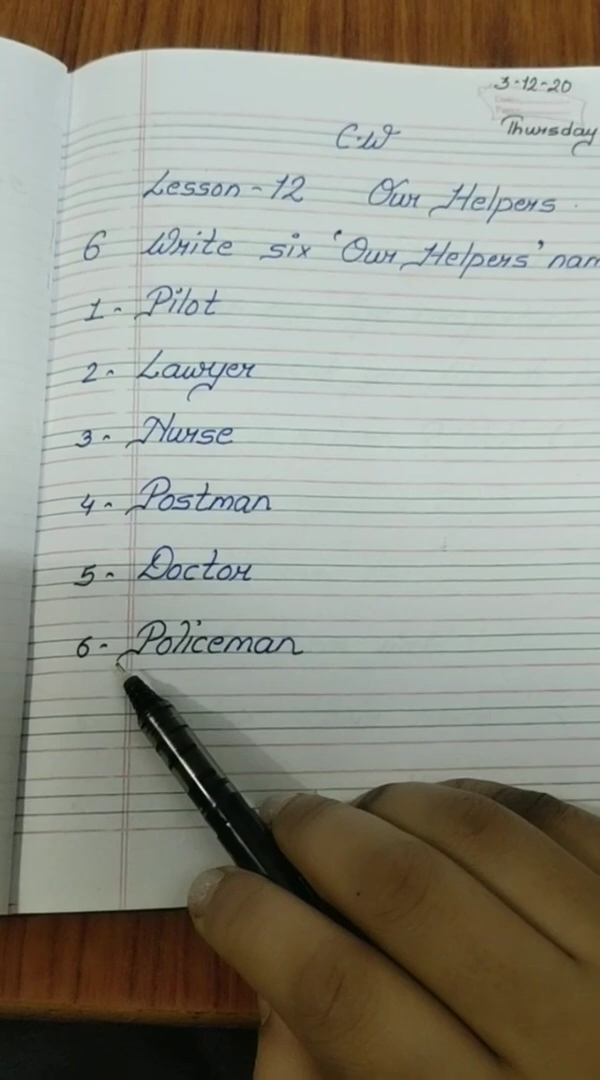 3-12-20
Thursday
C.W
Lesson-12 Our Helpers.
6 Write six 'Our Helpers' nam
1- Pilot
2- Lawyer
3- Nurse
4- Postman
5- Doctor
6- Policeman